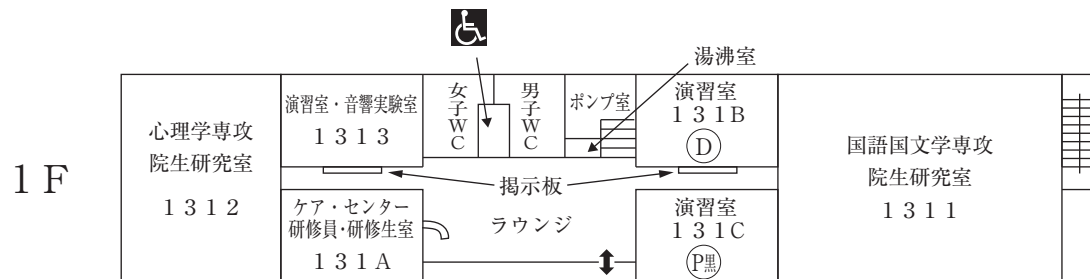 1F
心理学専攻
院生研究室
1312
演習室・音響実験室
1313
女子WC
男子WC
ポンプ室
湯沸室
演習室
131B
D
国語国文学専攻
院生研究室
1311
掲示板
ラウンジ
ケア・センター
研修員・研修生室
131A
演習室
131C
P黒